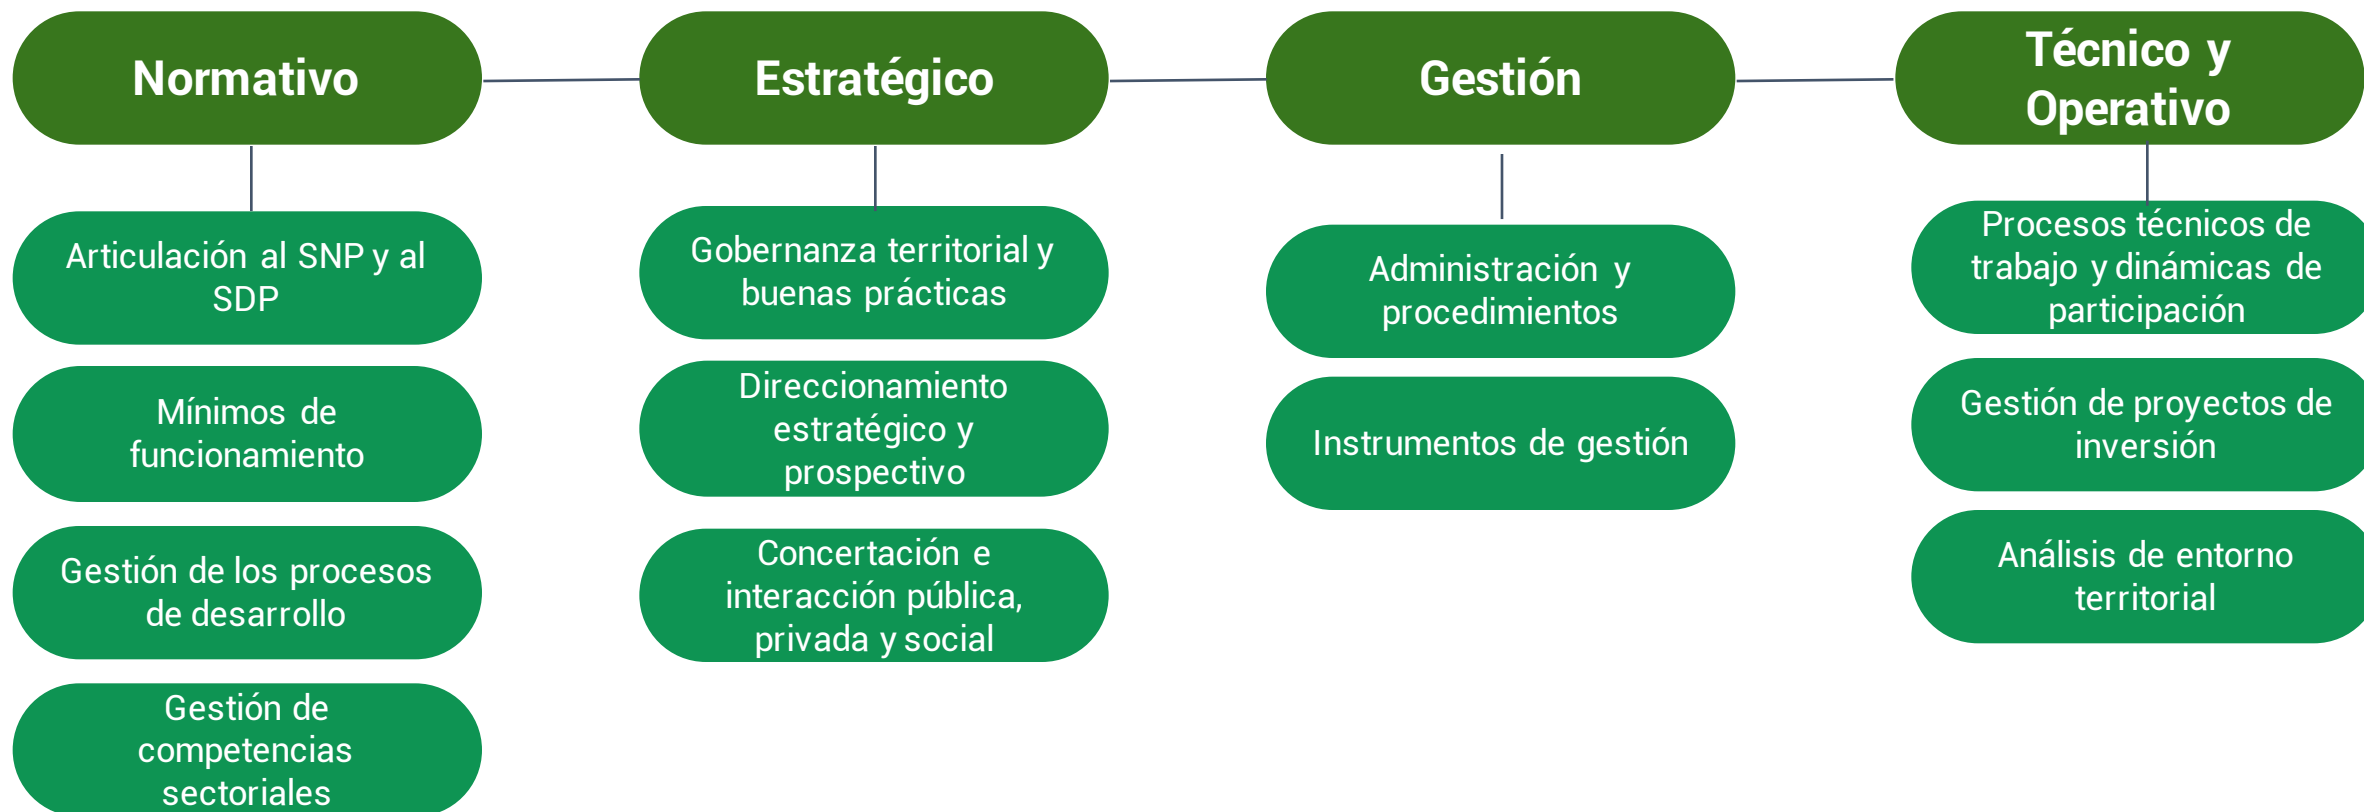 Normativo
Articulación al SNP y al
SDP
Mínimos de
funcionamiento
Gestión de los procesos
de desarrollo
Gestión de
competencias
sectoriales
Estratégico
Gobernanza territorial y
buenas prácticas
Direccionamiento
estratégico y
prospectivo
Concertación e
interacción pública,
privada y social
Gestión
Administración y
procedimientos
Instrumentos de gestión
Técnico y
Operativo
Procesos técnicos de
trabajo y dinámicas de
participación
Gestión de proyectos de
inversión
Análisis de entorno
territorial